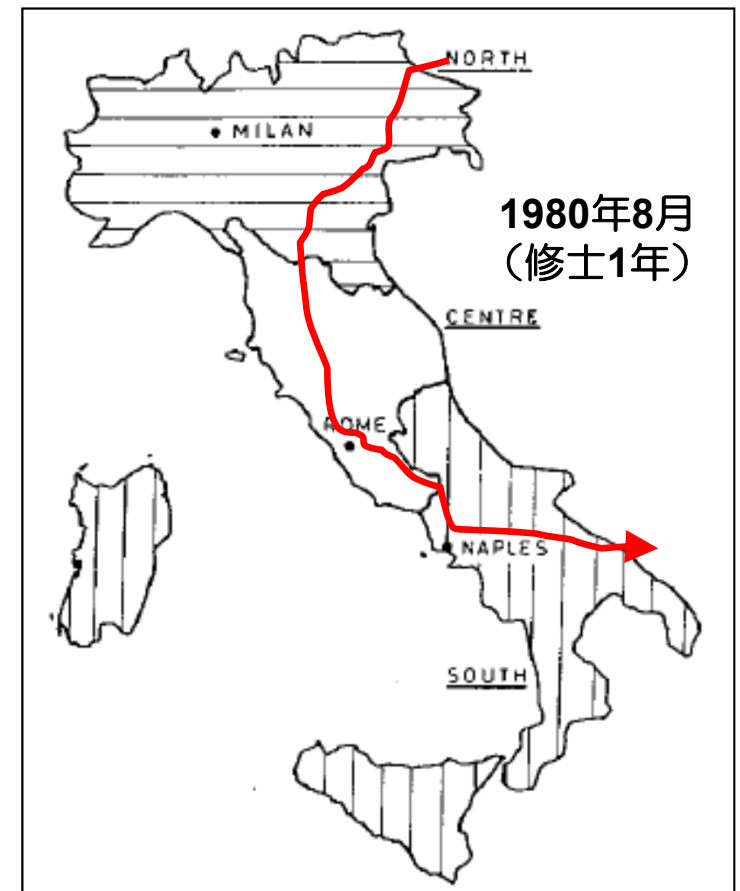 NORTH
MILAN
1980年8月
（修士1年）
CENTRE
ROME
NAPLES
SOUTH